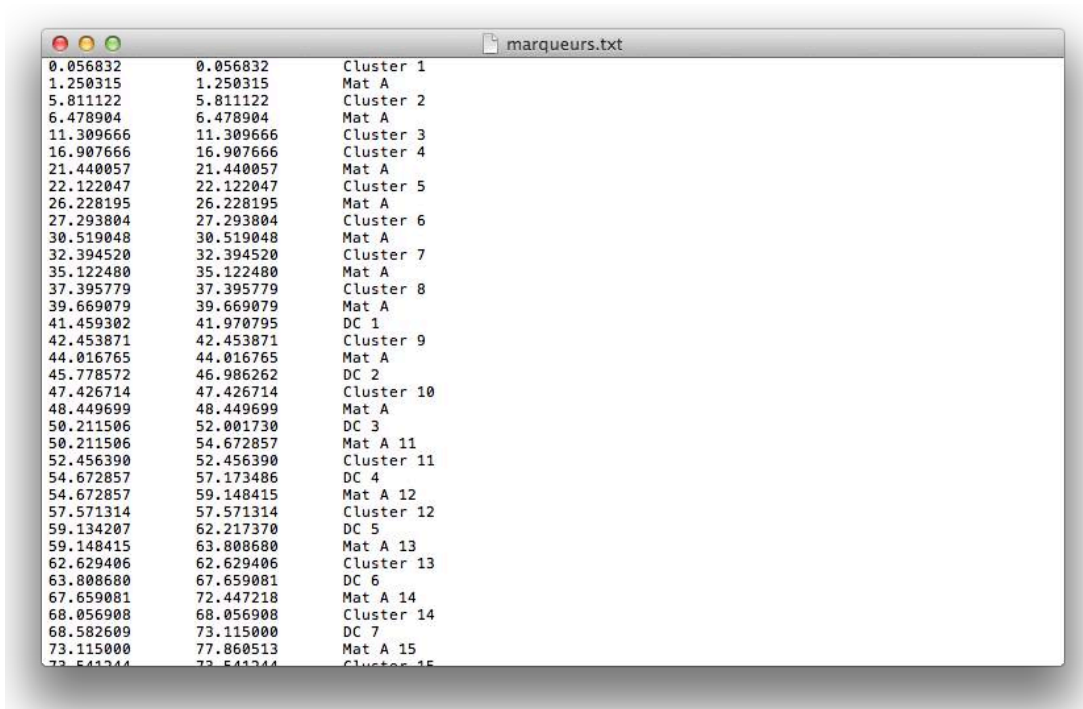 marqueurs.txt
0.056832 0.056832 Cluster 1
1.250315 1.250315 Mat A
5.811122 5.811122 Cluster 2
6.478904 6.478904 Mat A
11.309666 11.309666 Cluster 3
16.907666 16.907666 Cluster 4
21.440057 21.440057 Mat A
22.122047 22.122047 Cluster 5
26.228195 26.228195 Mat A
27.293804 27.293804 Cluster 6
30.519048 30.519048 Mat A
32.394520 32.394520 Cluster 7
35.122480 35.122480 Mat A
37.395779 37.395779 Cluster 8
39.669079 39.669079 Mat A
41.459302 41.970795 DC 1
42.453871 42.453871 Cluster 9
44.016765 44.016765 Mat A
45.778572 46.986262 DC 2
47.426714 47.426714 Cluster 10
48.449699 48.449699 Mat A
50.211506 52.001730 DC 3
50.211506 54.672857 Mat A 11
52.456390 52.456390 Cluster 11
54.672857 57.173486 DC 4
54.672857 59.148415 Mat A 12
57.571314 57.571314 Cluster 12
59.134207 62.217370 DC 5
59.148415 63.808680 Mat A 13
62.629406 62.629406 Cluster 13
63.808680 67.659081 DC 6
67.659081 72.447218 Mat A 14
68.056908 68.056908 Cluster 14
68.582609 73.115000 DC 7
73.115000 77.860513 Mat A 15
73.541244 73.541244 Cluster 15